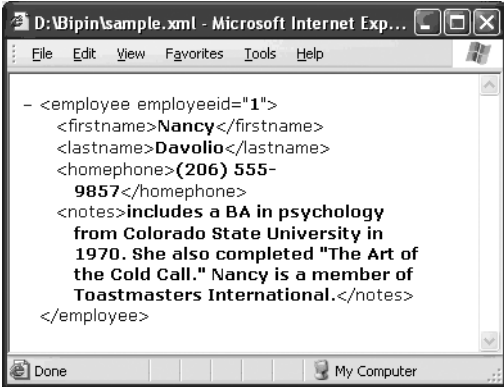 D:\Bipin\sample.xml - Microsoft Internet Exp...
File Edit View Favorites Tools Help
- <employee employeeid="1">
<firstname>Nancy</firstname>
<lastname>Davolio</lastname>
<homephone>(206) 555-
9857</homephone>
<notes>includes a BA in psychology
from Colorado State University in
1970. She also completed "The Art of
the Cold Call." Nancy is a member of
Toastmasters International.</notes>
</employee>
Done My Computer